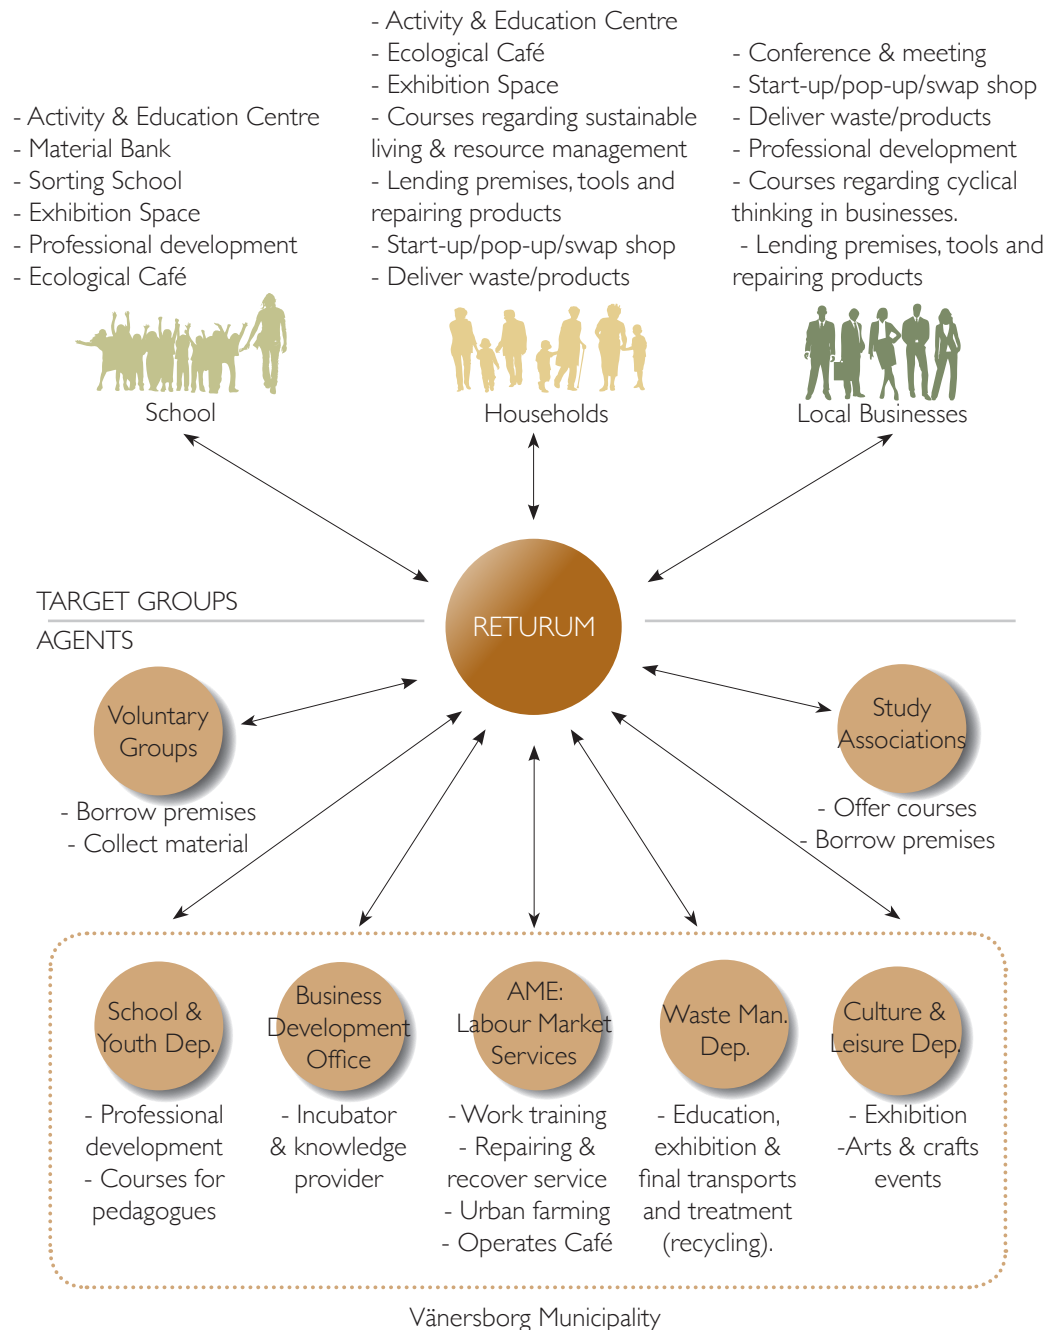 - Activity & Education Centre
- Material Bank
- Sorting School
- Exhibition Space
- Professional development
- Ecological Café
School
- Activity & Education Centre
- Ecological Café
- Exhibition Space
- Courses regarding sustainable
living & resource management
- Lending premises, tools and
repairing products
- Start-up/pop-up/swap shop
- Deliver waste/products
Households
- Conference & meeting
- Start-up/pop-up/swap shop
- Deliver waste/products
- Professional development
- Courses regarding cyclical
thinking in businesses.
- Lending premises, tools and
repairing products
Local Businesses
TARGET GROUPS
RETURUM
AGENTS
Voluntary
Groups
- Borrow premises
- Collect material
Study
Associations
- Offer courses
- Borrow premises
School &
Youth Dep.
- Professional
development
- Courses for
pedagogues
Business
Development
Office
- Incubator
& knowledge
provider
AME:
Labour Market
Services
- Work training
- Repairing &
recover service
- Urban farming
- Operates Café
Waste Man.
Dep.
- Education,
exhibition &
final transports
and treatment
(recycling).
Culture &
Leisure Dep.
- Exhibition
-Arts & crafts
events
Vänersborg Municipality